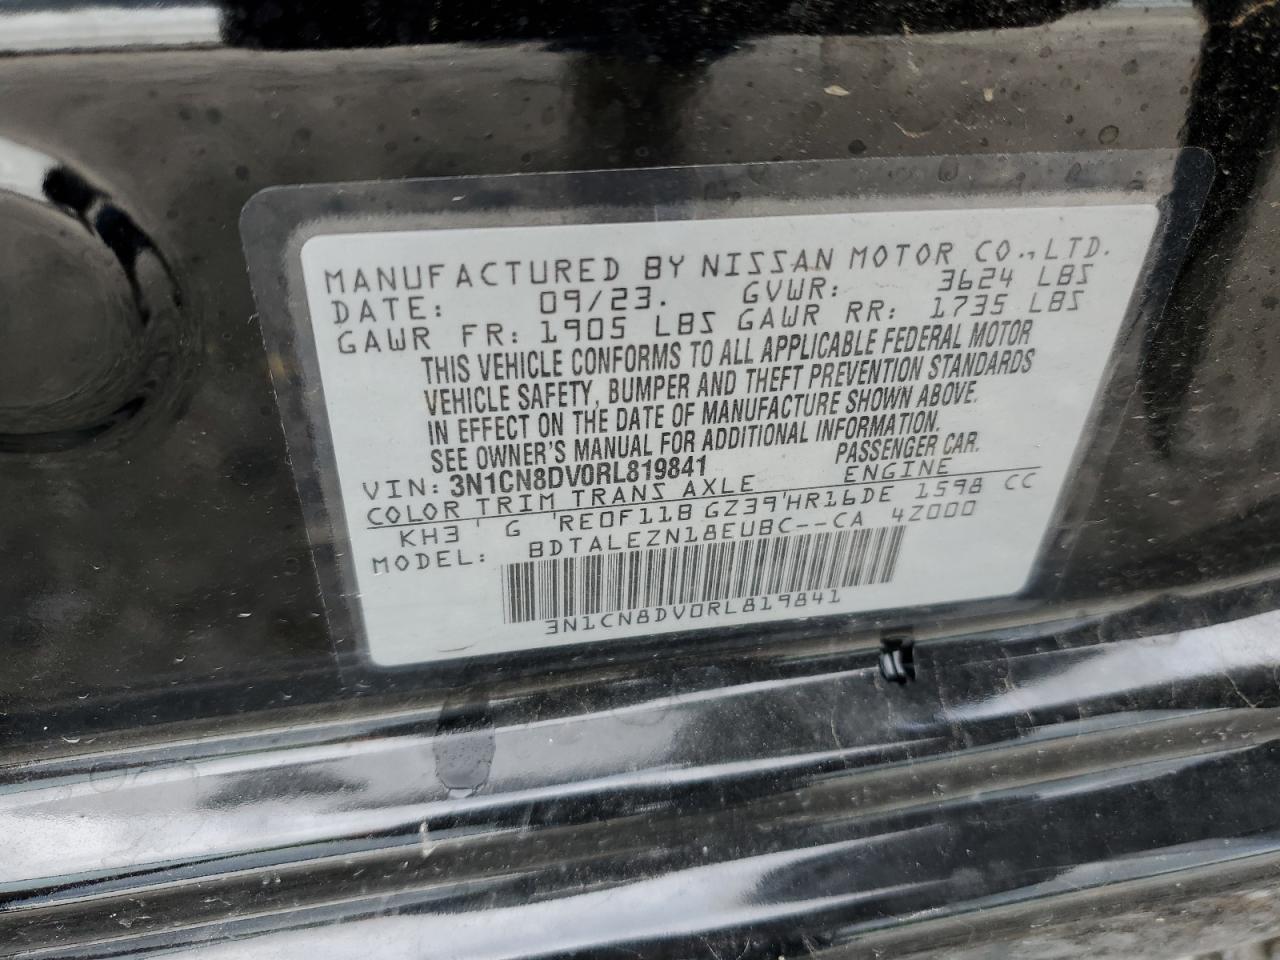 MANUFACTURED BY NISSAN MOTOR CO., LTD.
DATE: 09/23. GVWR: 3624 LBS
GAWR FR: 1905 LBS GAWR RR: 1735 LBS
THIS VEHICLE CONFORMS TO ALL APPLICABLE FEDERAL MOTOR
VEHICLE SAFETY, BUMPER AND THEFT PREVENTION STANDARDS
IN EFFECT ON THE DATE OF MANUFACTURE SHOWN ABOVE.
SEE OWNER'S MANUAL FOR ADDITIONAL INFORMATION.
VIN: 3N1CN8DV0RL819841 PASSENGER CAR.
COLOR TRIM TRANS AXLE ENGINE
KH3 ' G 'RE0F11B GZ39'HR16DE 1598 CC
MODEL: BDTALEZN18EUBC--CA 4Z000
3N1CN8DV0RL819841